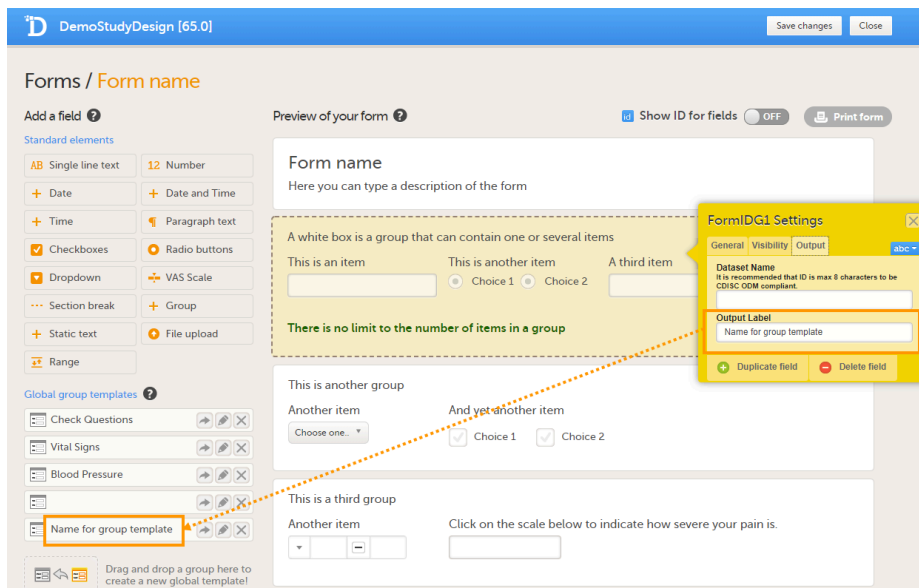 DemoStudyDesign [65.0]
Save changes
Close
Forms / Form name
Add a field ?
Standard elements
AB Single line text
12 Number
+ Date
+ Date and Time
+ Time
¶ Paragraph text
Checkboxes
Radio buttons
Dropdown
VAS Scale
Section break
+ Group
+ Static text
File upload
Range
Global group templates ?
Check Questions
Vital Signs
Blood Pressure
Name for group template
Drag and drop a group here to
create a new global template!
Preview of your form ?
id Show ID for fields OFF
Print form
Form name
Here you can type a description of the form
A white box is a group that can contain one or several items
This is an item
This is another item
A third item
Choice 1
Choice 2
There is no limit to the number of items in a group
This is another group
Another item
And yet another item
Choose one..
Choice 1
Choice 2
This is a third group
Another item
Click on the scale below to indicate how severe your pain is.
FormIDG1 Settings
General Visibility Output
abc
Dataset Name
It is recommended that ID is max 8 characters to be
CDISC ODM compliant.
Output Label
Name for group template
Duplicate field
Delete field